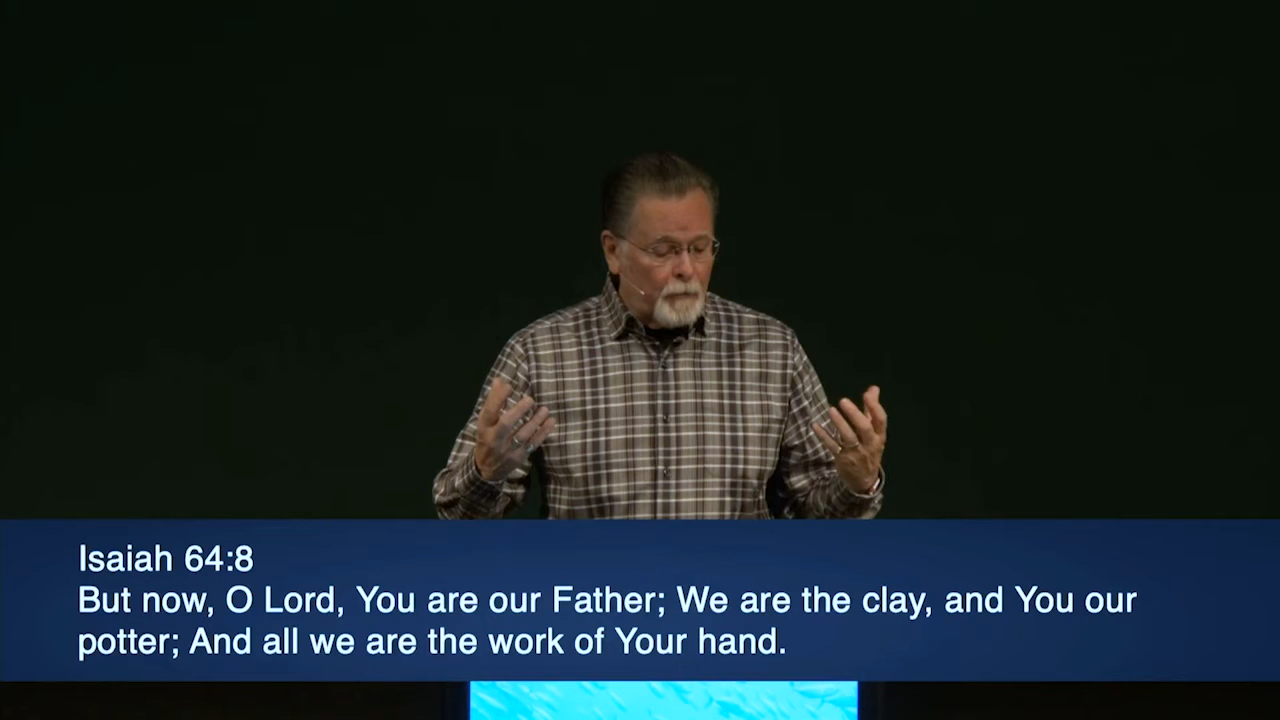 Isaiah 64:8
But now, O Lord, You are our Father; We are the clay, and You our
potter; And all we are the work of Your hand.